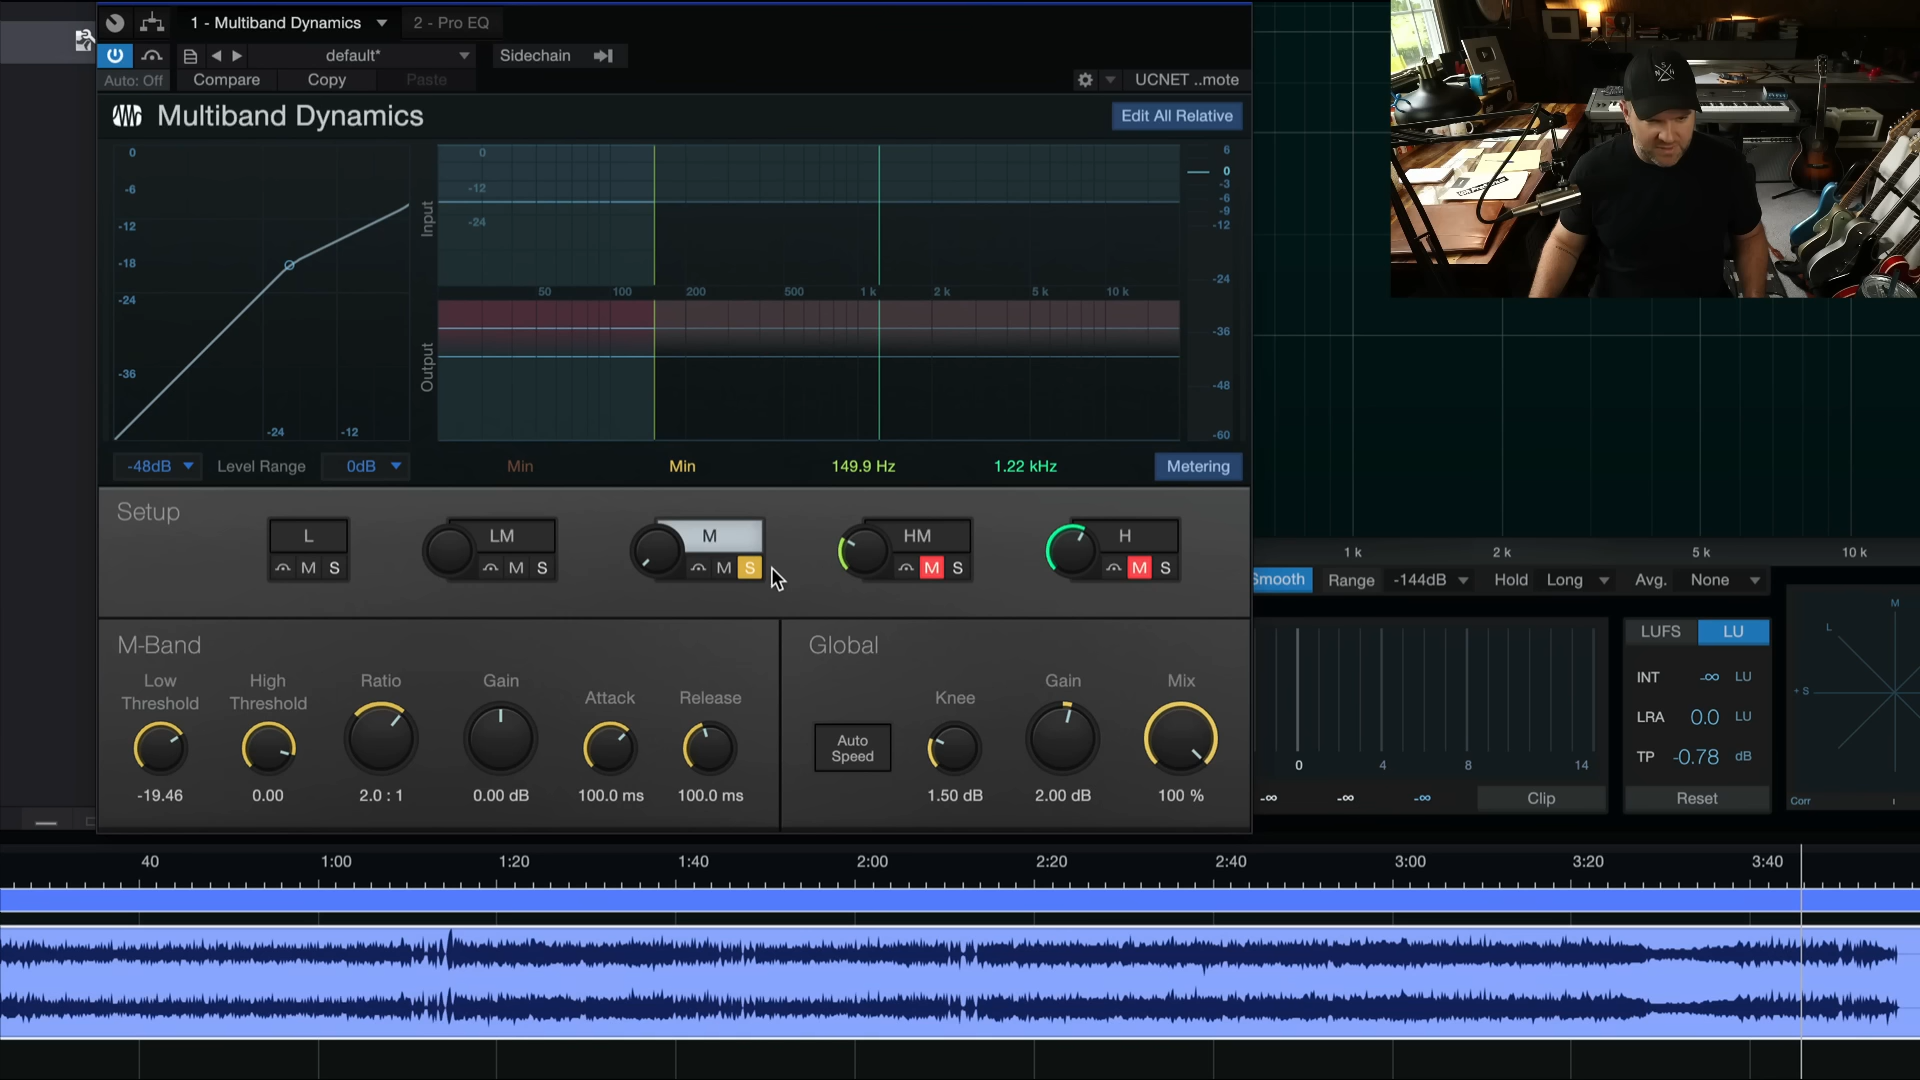 1 - Multiband Dynamics
2 - Pro EQ
default*
Sidechain
Auto: Off
Compare
Copy
Paste
UCNET ..mote
Multiband Dynamics
Edit All Relative
0
-6
-12
-18
-24
-36
-24
-12
Input
Output
0
-12
-24
50
100
200
500
1 k
2 k
5 k
10 k
6
0
-3
-6
-9
-12
-24
-36
-48
-60
-48dB
Level Range
0dB
Min
Min
149.9 Hz
1.22 kHz
Metering
Setup
L
M S
LM
M S
M
M S
HM
M S
H
M S
M-Band
Low Threshold
-19.46
High Threshold
0.00
Ratio
2.0 : 1
Gain
0.00 dB
Attack
100.0 ms
Release
100.0 ms
Global
Auto Speed
Knee
1.50 dB
Gain
2.00 dB
Mix
100 %
1 k
2 k
5 k
10 k
Smooth
Range
-144dB
Hold
Long
Avg.
None
0
4
8
14
-∞
-∞
-∞
Clip
LUFS
LU
INT -∞ LU
LRA 0.0 LU
TP -0.78 dB
Reset
M
L
+ S
Corr
40
1:00
1:20
1:40
2:00
2:20
2:40
3:00
3:20
3:40